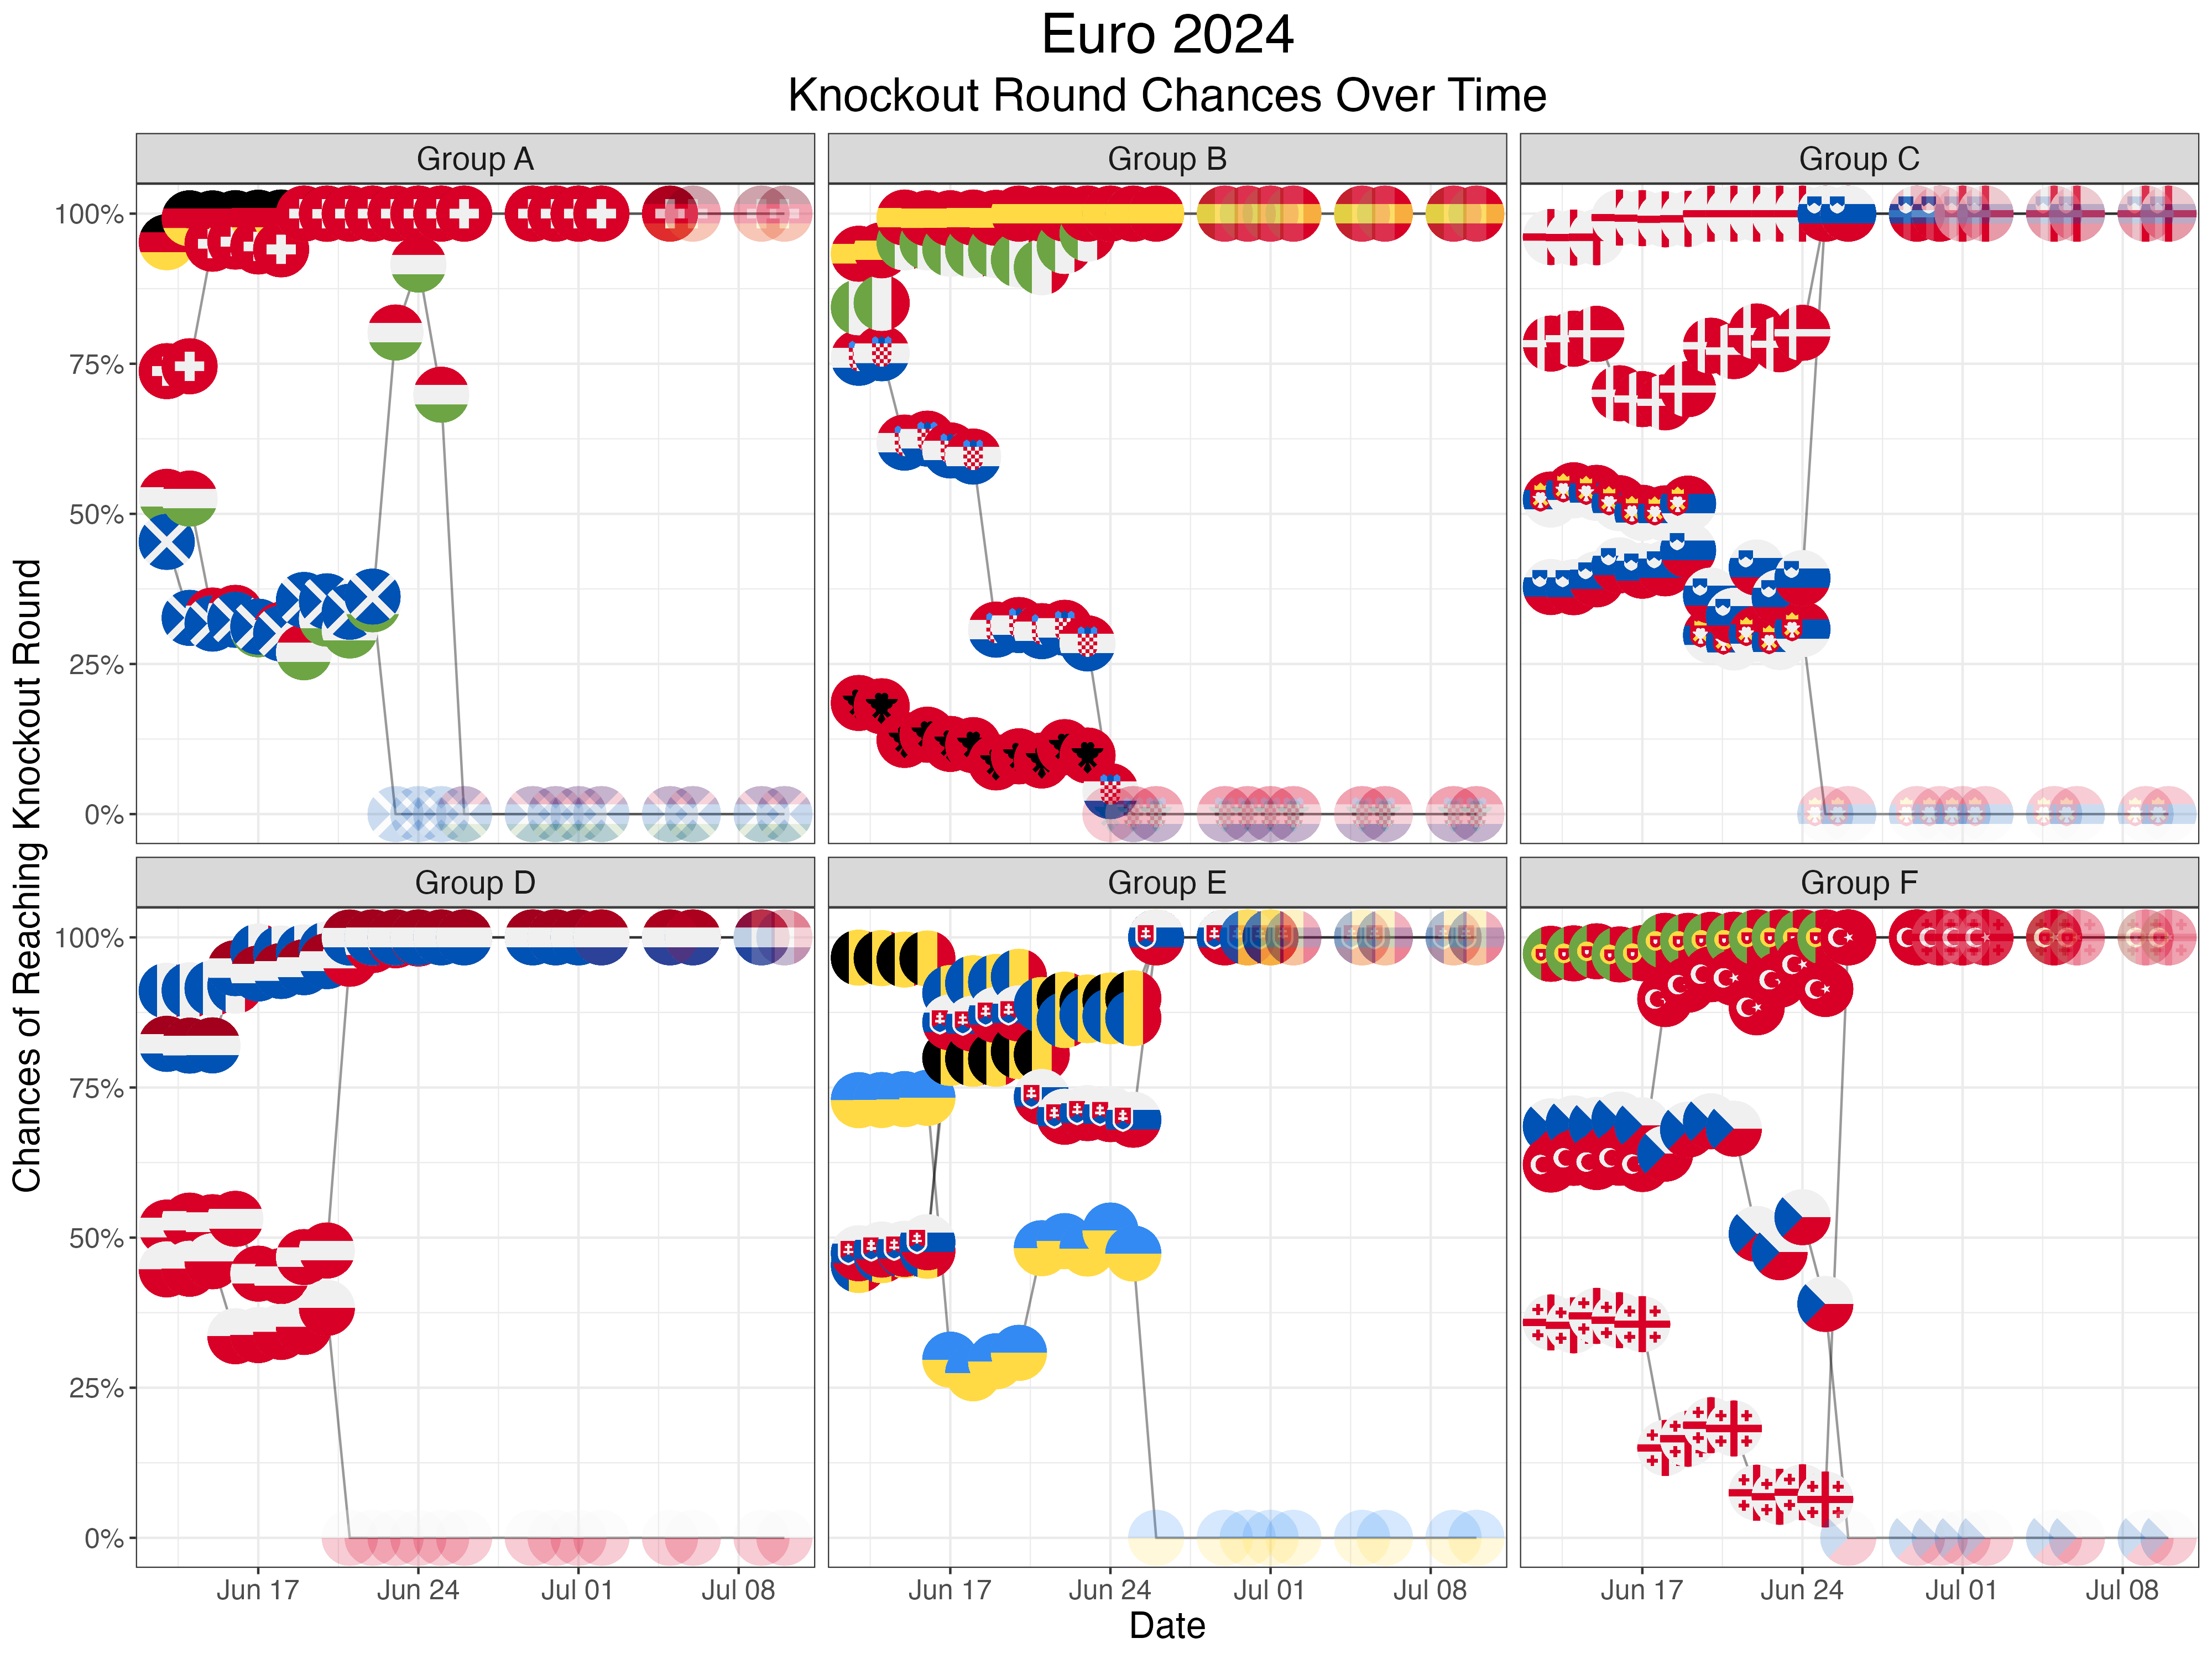 Euro 2024
Knockout Round Chances Over Time
Chances of Reaching Knockout Round
Group A
Group B
Group C
100%
75%
50%
25%
0%
Group D
Group E
Group F
100%
75%
50%
25%
0%
Jun 17
Jun 24
Jul 01
Jul 08
Jun 17
Jun 24
Jul 01
Jul 08
Jun 17
Jun 24
Jul 01
Jul 08
Date